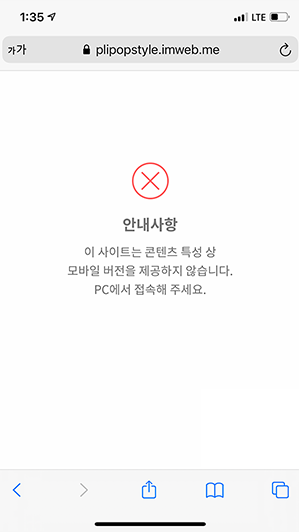 1:35
LTE
가가
plipopstyle.imweb.me
안내사항
이 사이트는 콘텐츠 특성 상
모바일 버전을 제공하지 않습니다.
PC에서 접속해 주세요.